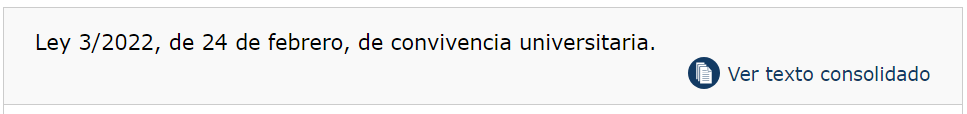 Ley 3/2022, de 24 de febrero, de convivencia universitaria.
Ver texto consolidado